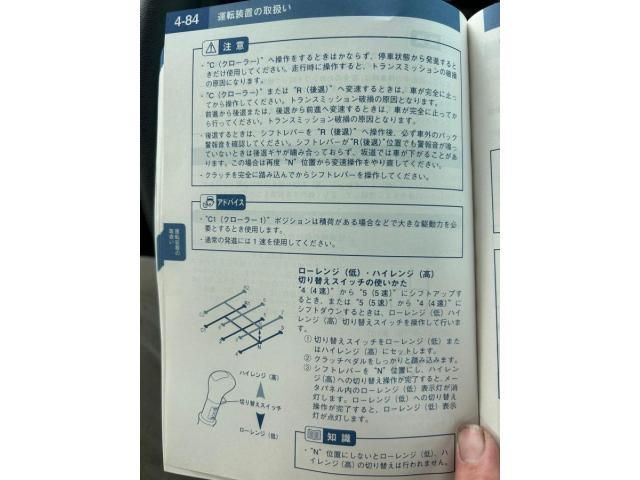 4-84 運転装置の取扱い
注意
・"C（クローラー）"へ操作をするときはかならず、停車状態から発進すると
きだけ使用してください。走行時に操作すると、トランスミッションの破損
の原因になります。
・"C（クローラー）"または"R（後退）"へ変速するときは、車が完全に止っ
てから操作してください。トランスミッション破損の原因となります。
前進から後退または、後退から前進へ変速するときは、車が完全に止ってか
ら行ってください。トランスミッション破損の原因となります。
・後退するときは、シフトレバーを"R（後退）"へ操作後、必ず車外のバック
警報音を確認してください。シフトレバーが"R（後退）"位置でも警報音が鳴っ
ていないときは後退ギヤが噛み合っておらず、坂道では車が下がることがあり
ます。この場合は再度"N"位置から変速操作をやり直してください。
・クラッチを完全に踏み込んでからシフトレバーを操作してください。
アドバイス
・"C1（クローラー1）"ポジションは積荷がある場合などで大きな駆動力を必
要とするとき使用します。
・通常の発進には1速を使用してください。
運転装置の
取扱い
ローレンジ（低）・ハイレンジ（高）
切り替えスイッチの使いかた
"4（4速）"から"5（5速）"にシフトアップす
るとき、または"5（5速）"から"4（4速）"
にシフトダウンするときは、ローレンジ（低）ハイ
レンジ（高）切り替えスイッチを操作して行いま
す。
① 切り替えスイッチをローレンジ（低）また
はハイレンジ（高）にセットします。
② クラッチペダルをしっかりと踏み込みます。
③ シフトレバーを"N"位置にし、ハイレン
ジ（高）への切り替え操作が完了すると、メー
タパネル内のローレンジ（低）表示灯が消
灯します。ローレンジ（低）への切り替え
操作が完了すると、ローレンジ（低）表示
灯が点灯します。
ハイレンジ（高）
切り替えスイッチ
ローレンジ（低）
知識
・"N"位置にしないとローレンジ（低）、ハ
イレンジ（高）の切り替えは行われません。